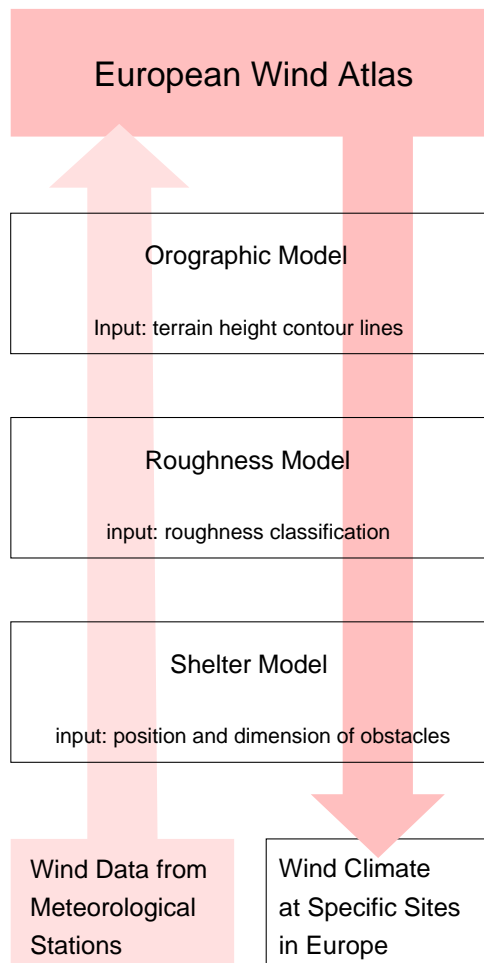 European Wind Atlas
Orographic Model
Input: terrain height contour lines
Roughness Model
input: roughness classification
Shelter Model
input: position and dimension of obstacles
Wind Data from
Meteorological
Stations
Wind Climate
at Specific Sites
in Europe